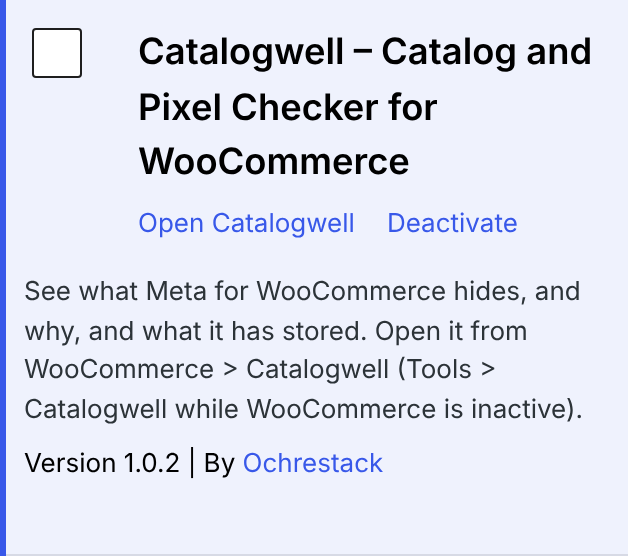 Catalogwell – Catalog and
Pixel Checker for
WooCommerce
Open Catalogwell Deactivate
See what Meta for WooCommerce hides, and
why, and what it has stored. Open it from
WooCommerce > Catalogwell (Tools >
Catalogwell while WooCommerce is inactive).
Version 1.0.2 | By Ochrestack